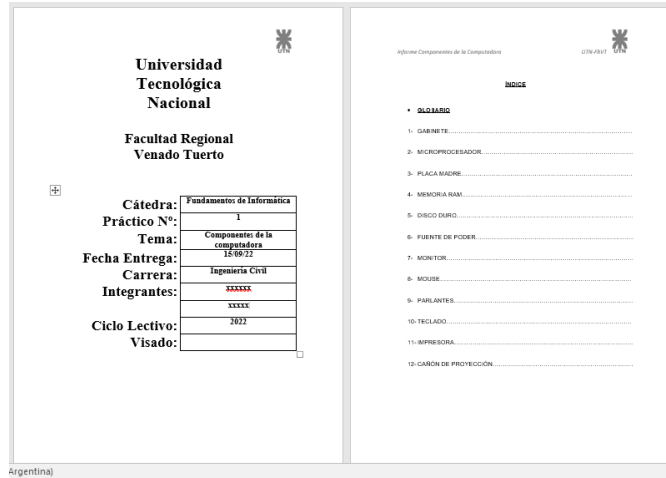 UTN
Universidad
Tecnológica
Nacional
Facultad Regional
Venado Tuerto
Cátedra: Fundamentos de Informática
Práctico Nº: 1
Tema: Componentes de la
computadora
Fecha Entrega: 15/09/22
Carrera: Ingeniería Civil
Integrantes: xxxxxx
xxxxx
Ciclo Lectivo: 2022
Visado:
Informe Componentes de la Computadora UTN-FRVT UTN
ÍNDICE
• GLOSARIO
1- GABINETE
2- MICROPROCESADOR
3- PLACA MADRE
4- MEMORIA RAM
5- DISCO DURO
6- FUENTE DE PODER
7- MONITOR
8- MOUSE
9- PARLANTES
10- TECLADO
11- IMPRESORA
12- CAÑÓN DE PROYECCIÓN
Argentina)